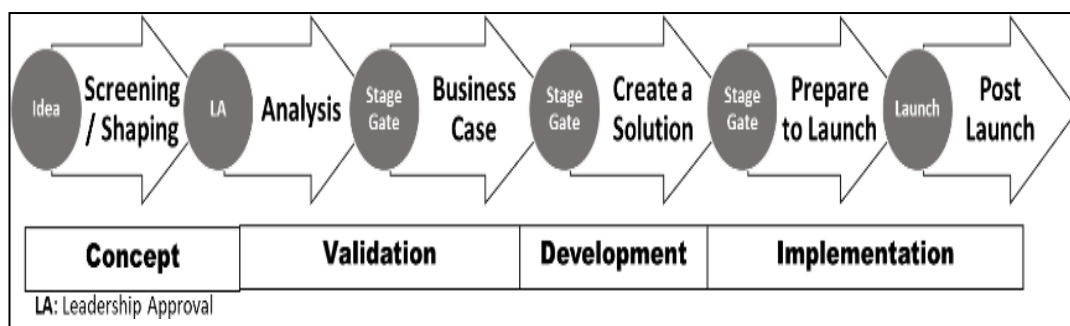 Idea
Screening
/ Shaping
LA
Analysis
Stage
Gate
Business
Case
Stage
Gate
Create a
Solution
Stage
Gate
Prepare
to Launch
Launch
Post
Launch
Concept
Validation
Development
Implementation
LA: Leadership Approval